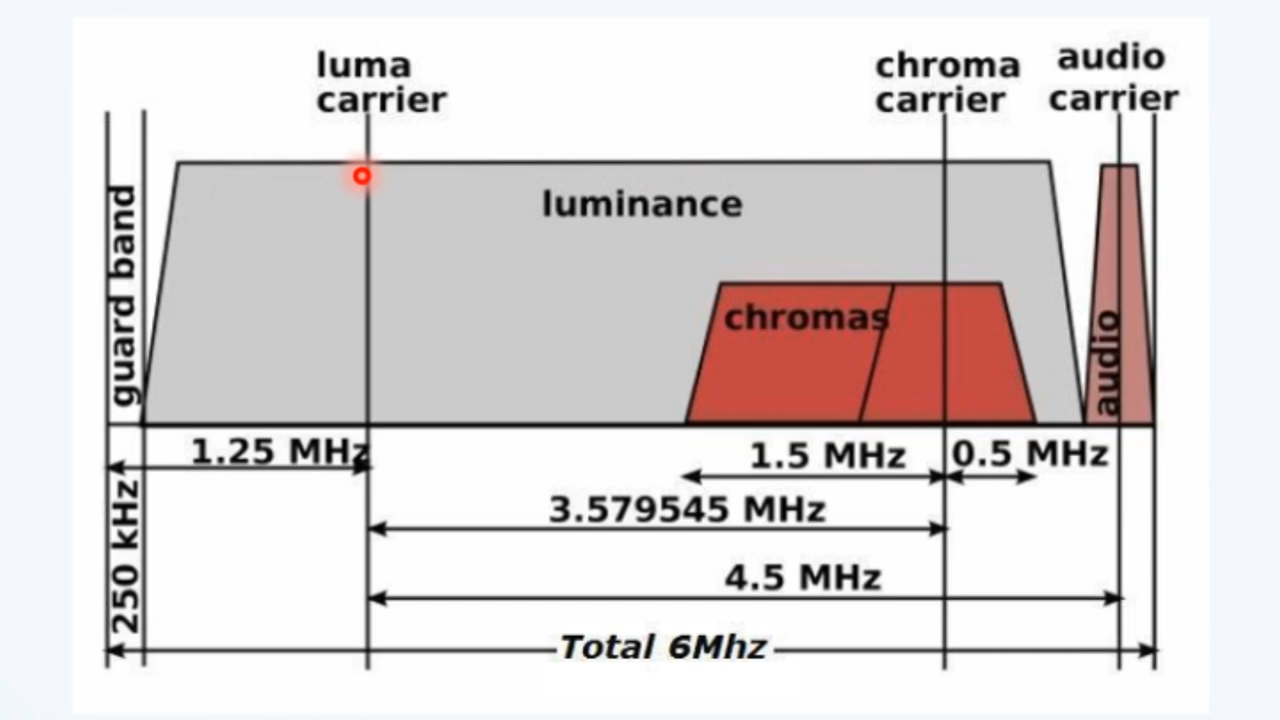 luma
carrier
chroma
carrier
audio
carrier
guard band
luminance
chromas
audio
1.25 MHz
1.5 MHz
0.5 MHz
250 kHz
3.579545 MHz
4.5 MHz
Total 6Mhz